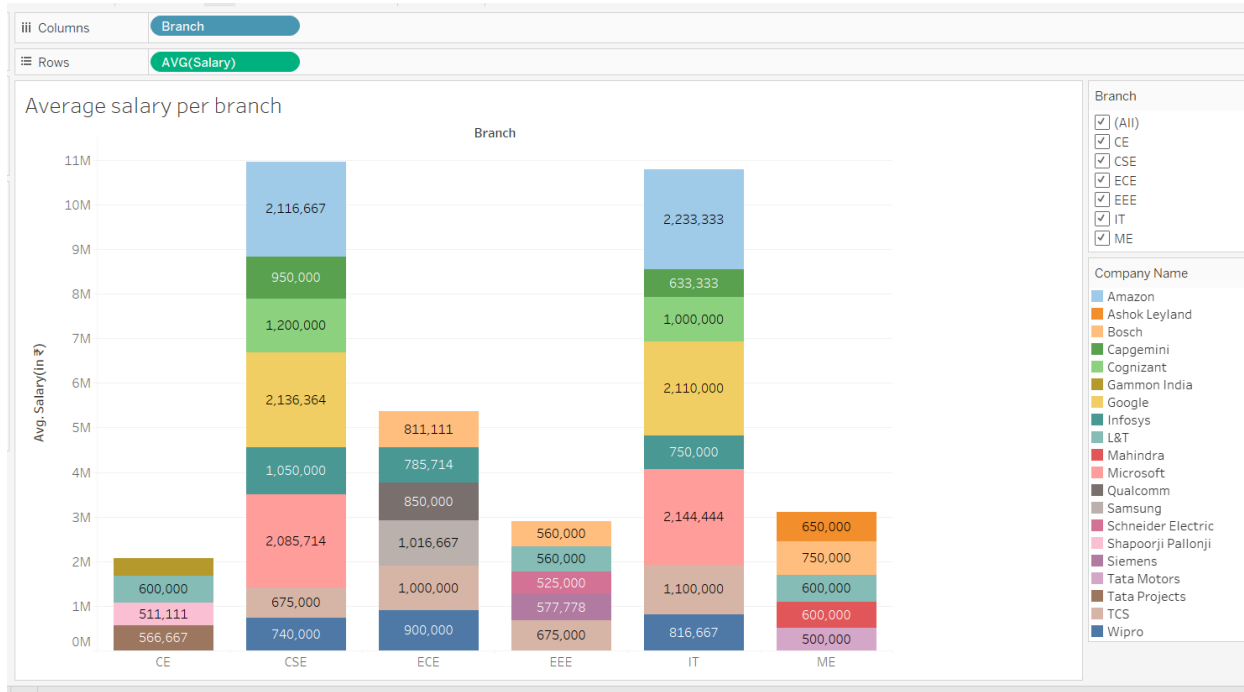 iii Columns
Branch
Rows
AVG(Salary)
Average salary per branch
Branch
11M
10M
9M
8M
7M
6M
5M
4M
3M
2M
1M
0M
Avg. Salary(in ₹)
600,000
511,111
566,667
2,116,667
950,000
1,200,000
2,136,364
1,050,000
2,085,714
675,000
740,000
811,111
785,714
850,000
1,016,667
1,000,000
900,000
560,000
560,000
525,000
577,778
675,000
2,233,333
633,333
1,000,000
2,110,000
750,000
2,144,444
1,100,000
816,667
650,000
750,000
600,000
600,000
500,000
CE CSE ECE EEE IT ME
Branch
(All)
CE
CSE
ECE
EEE
IT
ME
Company Name
Amazon
Ashok Leyland
Bosch
Capgemini
Cognizant
Gammon India
Google
Infosys
L&T
Mahindra
Microsoft
Qualcomm
Samsung
Schneider Electric
Shapoorji Pallonji
Siemens
Tata Motors
Tata Projects
TCS
Wipro